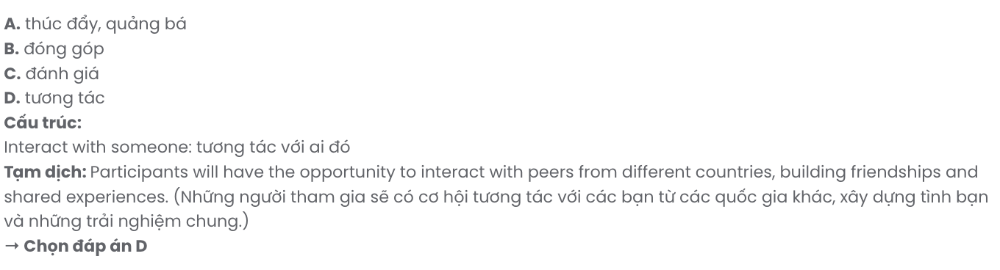 A. thúc đẩy, quảng bá
B. đóng góp
C. đánh giá
D. tương tác
Cấu trúc:
Interact with someone: tương tác với ai đó
Tạm dịch: Participants will have the opportunity to interact with peers from different countries, building friendships and
shared experiences. (Những người tham gia sẽ có cơ hội tương tác với các bạn từ các quốc gia khác, xây dựng tình bạn
và những trải nghiệm chung.)
→ Chọn đáp án D